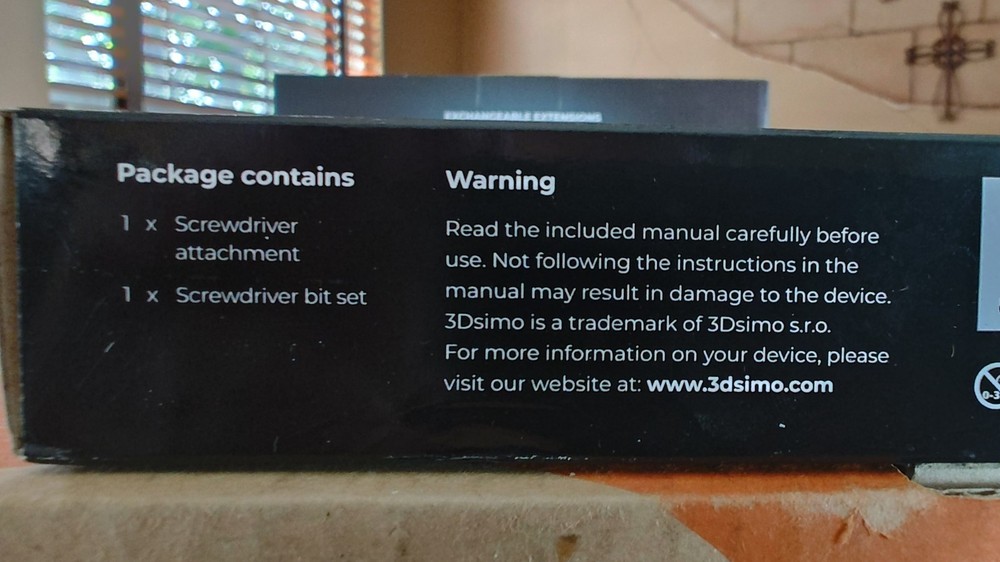 EXCHANGEABLE EXTENSIONS
Package contains
1 x Screwdriver
attachment
1 x Screwdriver bit set
Warning
Read the included manual carefully before
use. Not following the instructions in the
manual may result in damage to the device.
3Dsimo is a trademark of 3Dsimo s.r.o.
For more information on your device, please
visit our website at: www.3dsimo.com
0-3